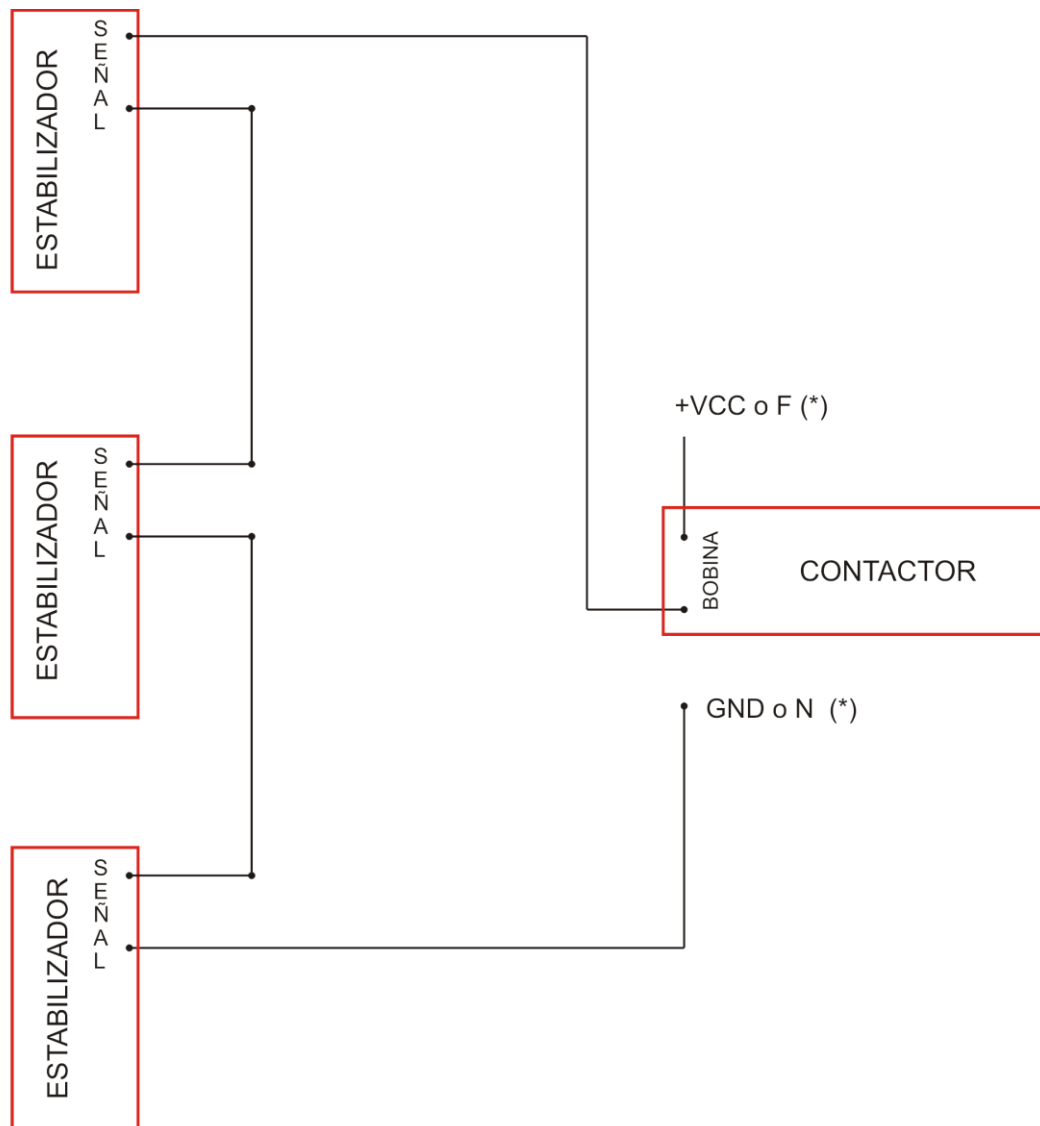 SEÑAL
ESTABILIZADOR
+VCC o F (*)
SEÑAL
ESTABILIZADOR
BOBINA
CONTACTOR
GND o N (*)
SEÑAL
ESTABILIZADOR